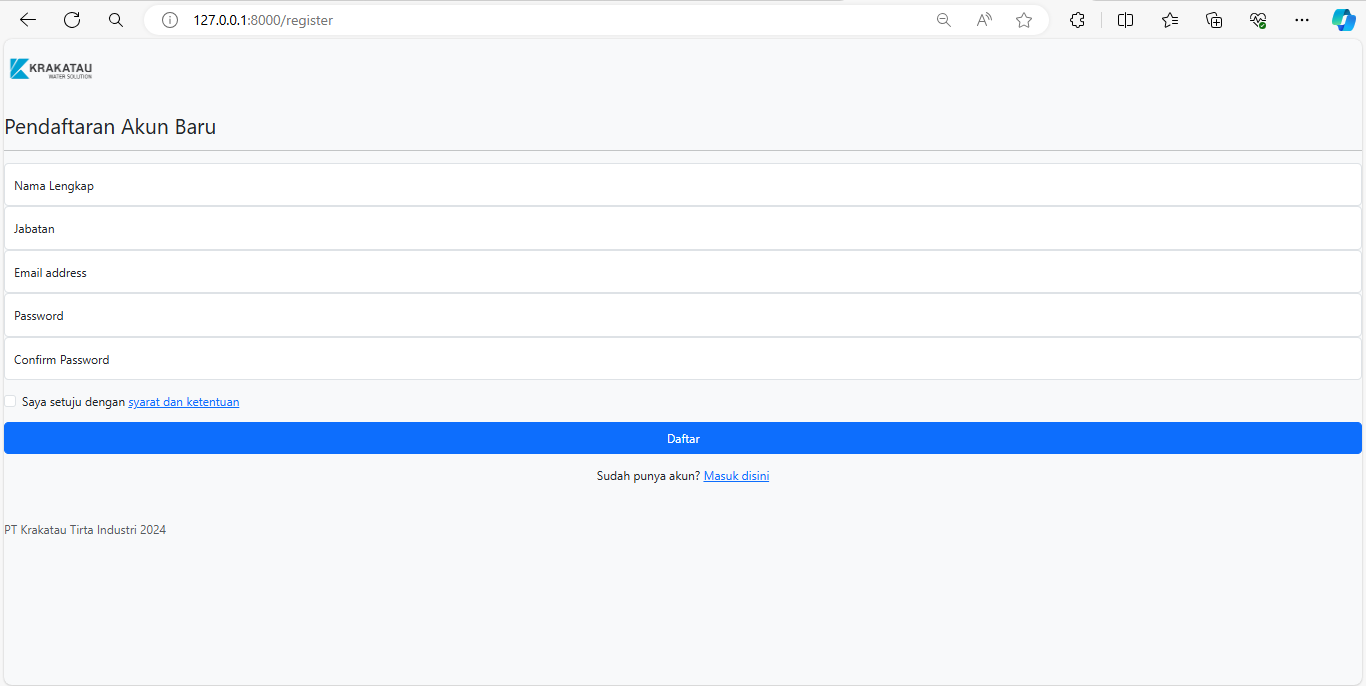 127.0.0.1:8000/register
KRAKATAU
WATER SOLUTION
Pendaftaran Akun Baru
Nama Lengkap
Jabatan
Email address
Password
Confirm Password
Saya setuju dengan syarat dan ketentuan
Daftar
Sudah punya akun? Masuk disini
PT Krakatau Tirta Industri 2024